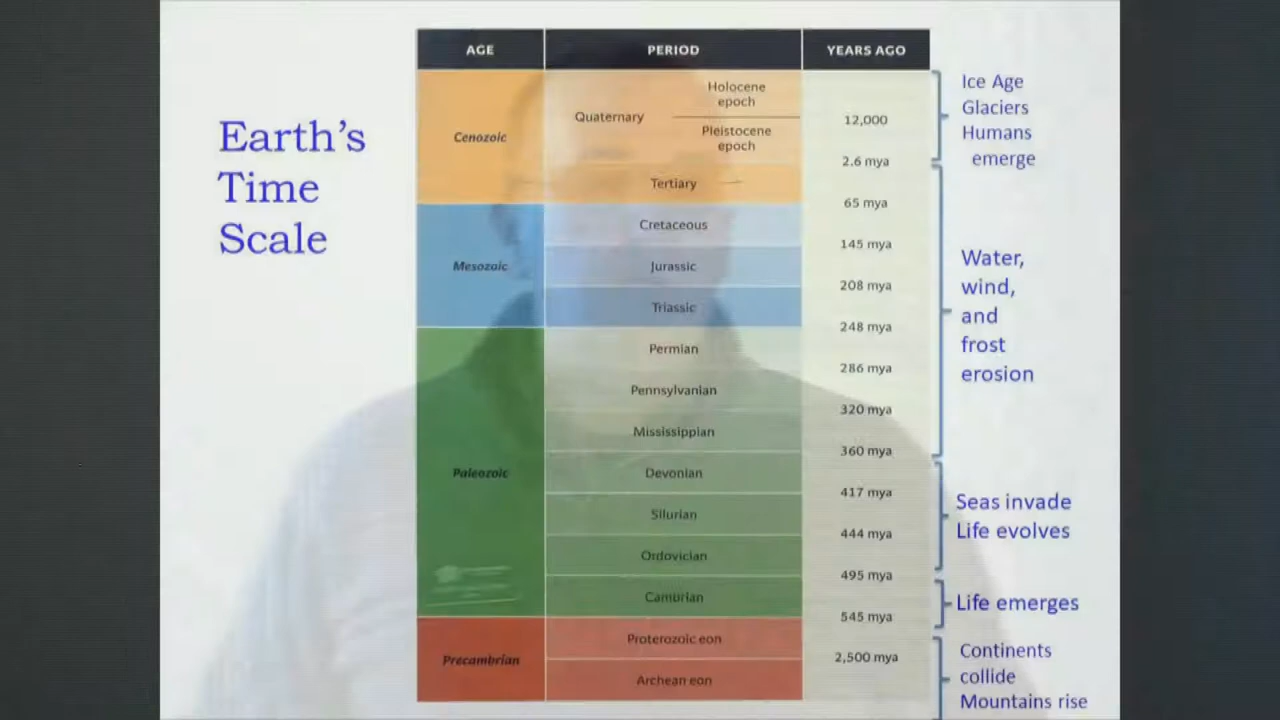 Earth's
Time
Scale
AGE PERIOD YEARS AGO
Cenozoic
Quaternary
Holocene
epoch
Pleistocene
epoch
12,000
2.6 mya
Tertiary
65 mya
Mesozoic
Cretaceous
145 mya
Jurassic
208 mya
Triassic
248 mya
Paleozoic
Permian
286 mya
Pennsylvanian
320 mya
Mississippian
360 mya
Devonian
417 mya
Silurian
444 mya
Ordovician
495 mya
Cambrian
545 mya
Precambrian
Proterozoic eon
2,500 mya
Archean eon
Ice Age
Glaciers
Humans
emerge
Water,
wind,
and
frost
erosion
Seas invade
Life evolves
Life emerges
Continents
collide
Mountains rise